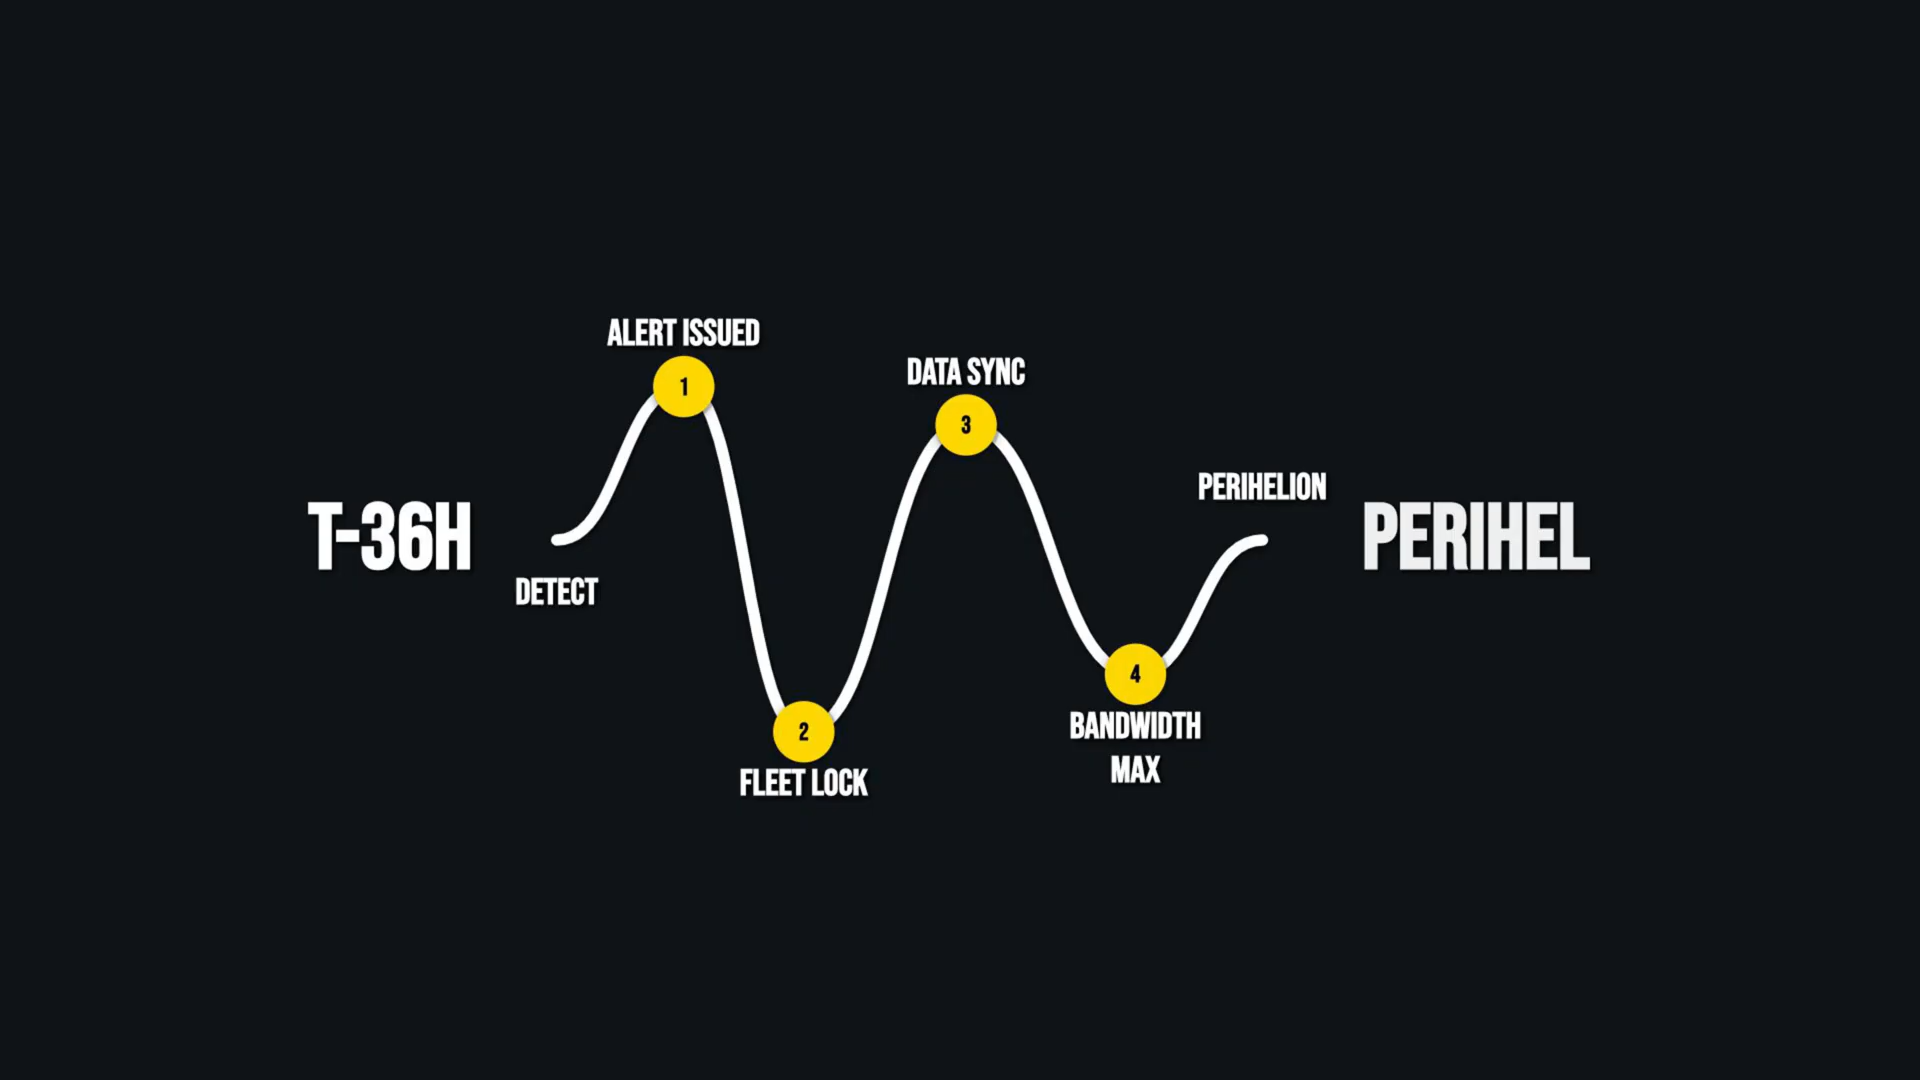 T-36H
DETECT
ALERT ISSUED
1
2
FLEET LOCK
DATA SYNC
3
4
BANDWIDTH
MAX
PERIHELION
PERIHEL